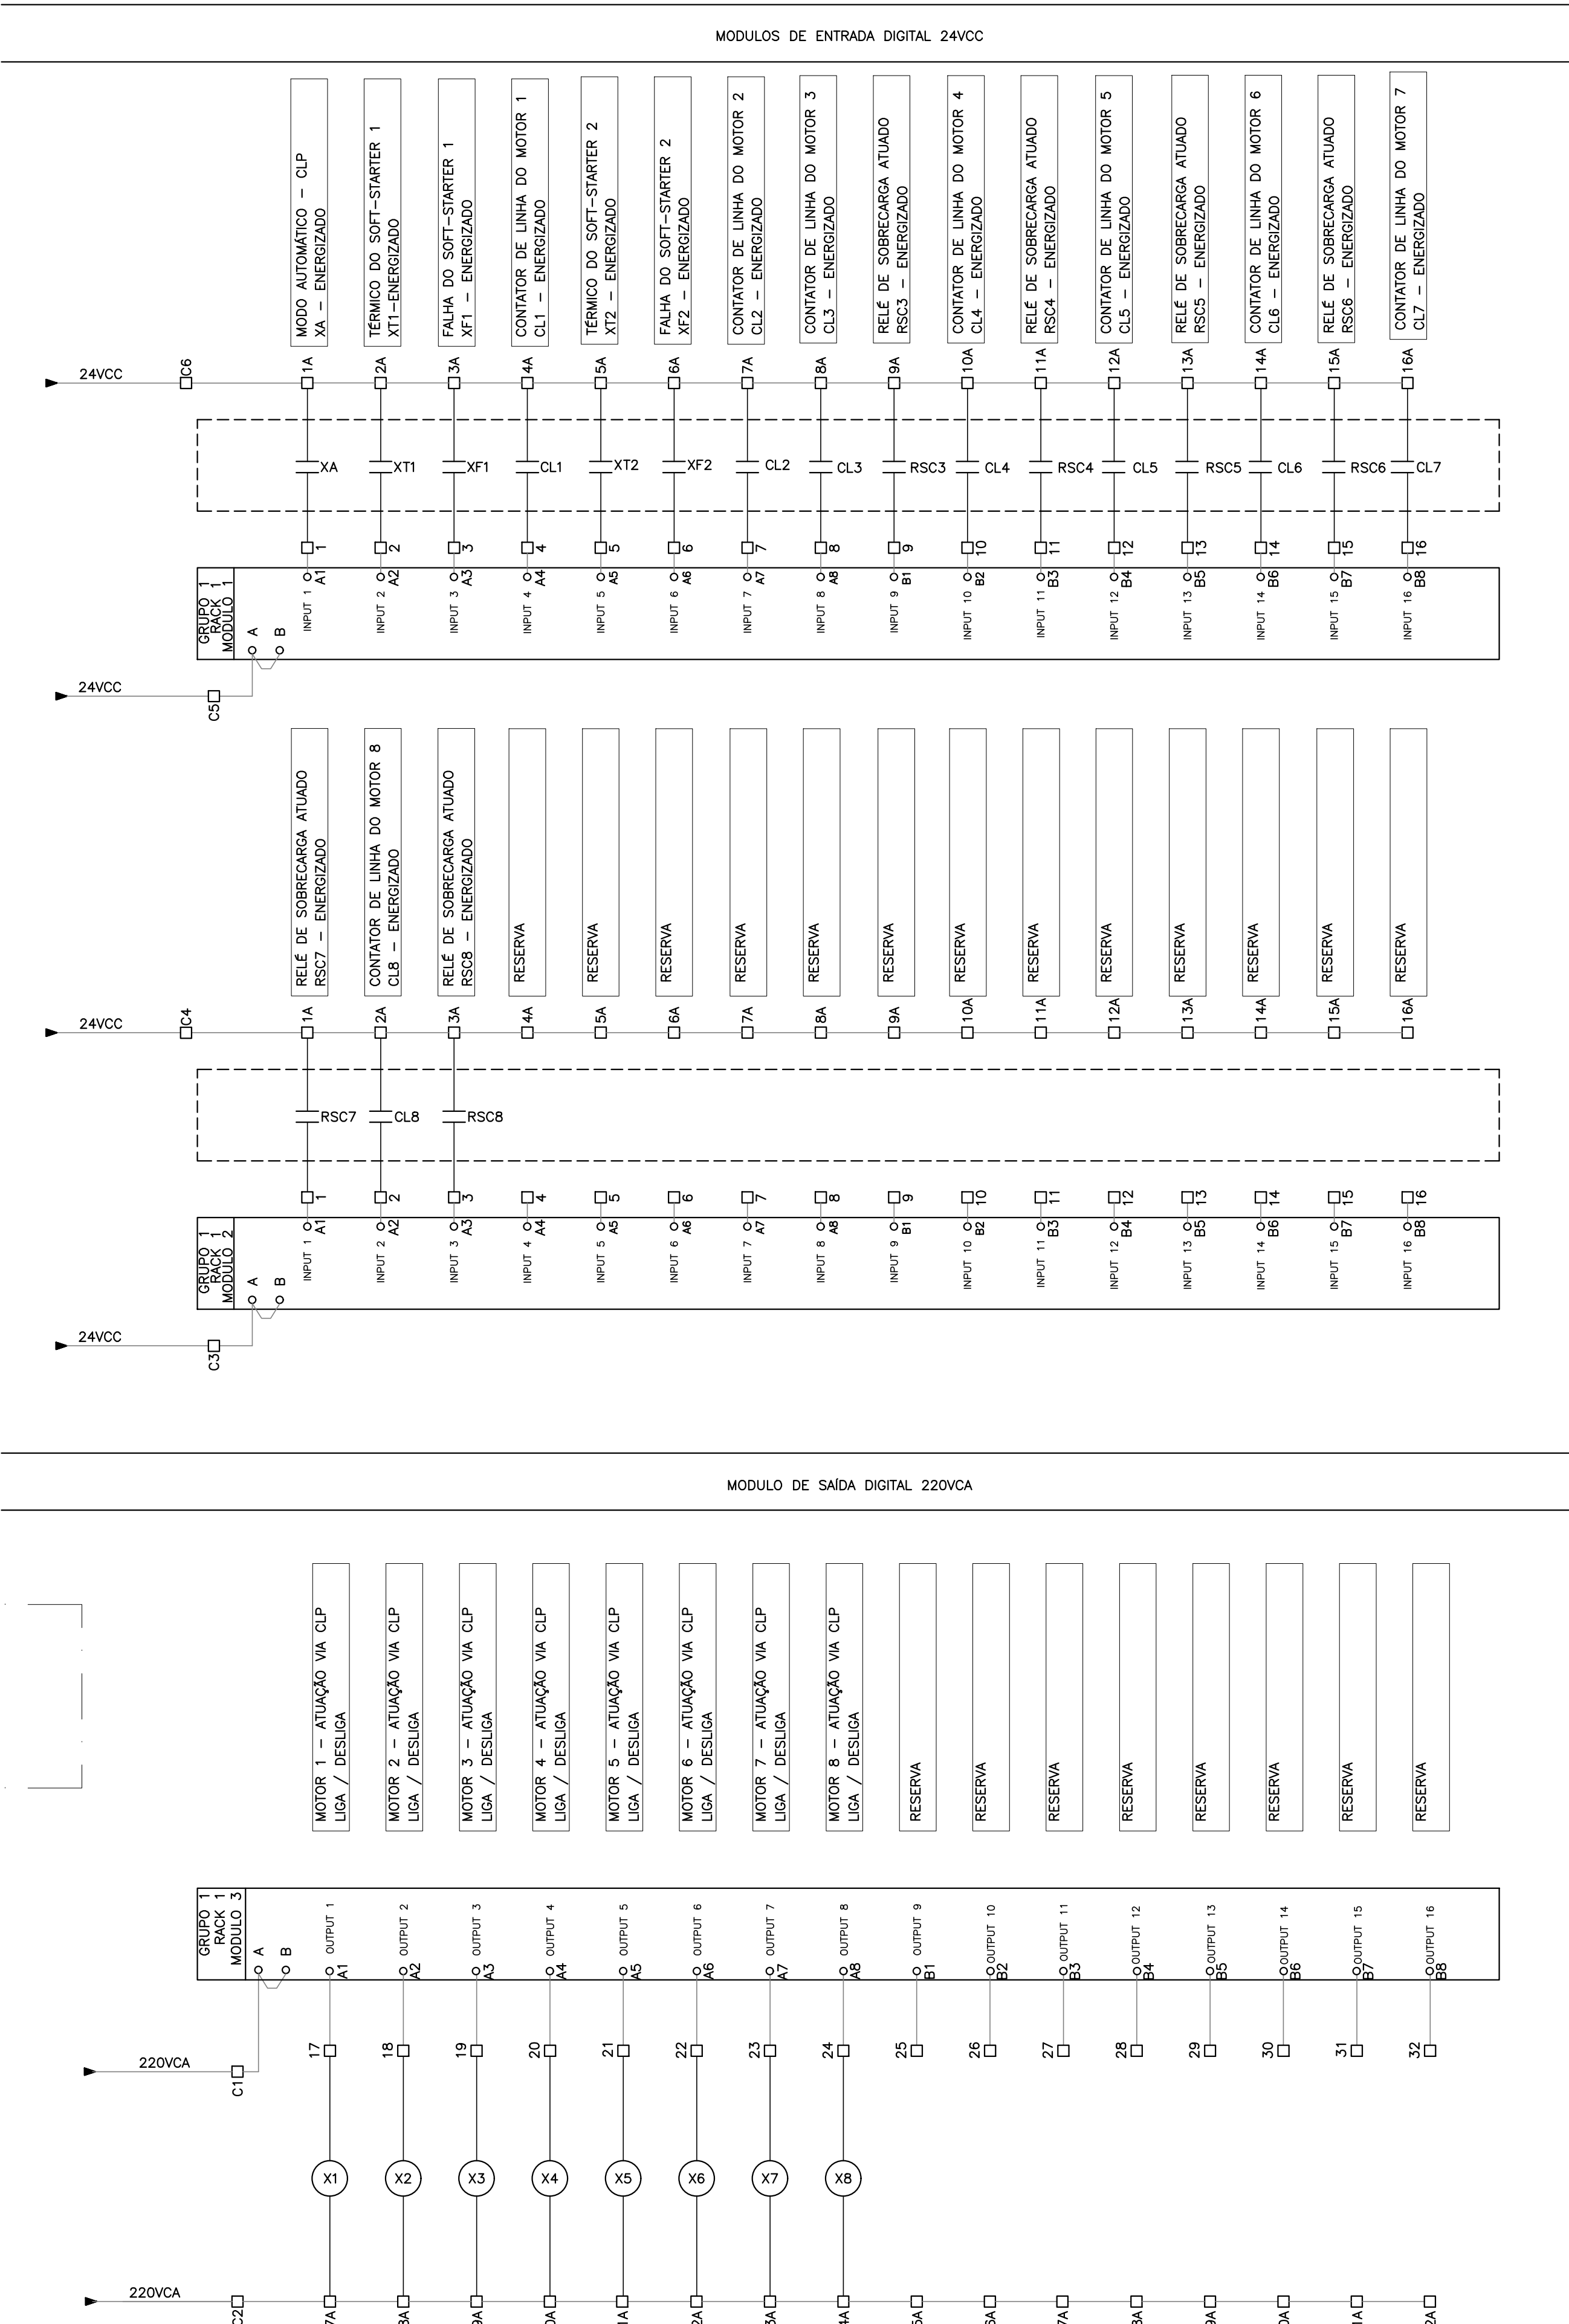 MODULOS DE ENTRADA DIGITAL 24VCC
MODO AUTOMÁTICO – CLP
XA – ENERGIZADO
TÉRMICO DO SOFT–STARTER 1
XT1–ENERGIZADO
FALHA DO SOFT–STARTER 1
XF1 – ENERGIZADO
CONTATOR DE LINHA DO MOTOR 1
CL1 – ENERGIZADO
TÉRMICO DO SOFT–STARTER 2
XT2 – ENERGIZADO
FALHA DO SOFT–STARTER 2
XF2 – ENERGIZADO
CONTATOR DE LINHA DO MOTOR 2
CL2 – ENERGIZADO
CONTATOR DE LINHA DO MOTOR 3
CL3 – ENERGIZADO
RELÉ DE SOBRECARGA ATUADO
RSC3 – ENERGIZADO
CONTATOR DE LINHA DO MOTOR 4
CL4 – ENERGIZADO
RELÉ DE SOBRECARGA ATUADO
RSC4 – ENERGIZADO
CONTATOR DE LINHA DO MOTOR 5
CL5 – ENERGIZADO
RELÉ DE SOBRECARGA ATUADO
RSC5 – ENERGIZADO
CONTATOR DE LINHA DO MOTOR 6
CL6 – ENERGIZADO
RELÉ DE SOBRECARGA ATUADO
RSC6 – ENERGIZADO
CONTATOR DE LINHA DO MOTOR 7
CL7 – ENERGIZADO
24VCC C6 1A 2A 3A 4A 5A 6A 7A 8A 9A 10A 11A 12A 13A 14A 15A 16A
XA XT1 XF1 CL1 XT2 XF2 CL2 CL3 RSC3 CL4 RSC4 CL5 RSC5 CL6 RSC6 CL7
1 2 3 4 5 6 7 8 9 10 11 12 13 14 15 16
GRUPO 1
RACK 1
MODULO 1
A B
A1 A2 A3 A4 A5 A6 A7 A8 B1 B2 B3 B4 B5 B6 B7 B8
INPUT 1 INPUT 2 INPUT 3 INPUT 4 INPUT 5 INPUT 6 INPUT 7 INPUT 8 INPUT 9 INPUT 10 INPUT 11 INPUT 12 INPUT 13 INPUT 14 INPUT 15 INPUT 16
24VCC C5
RELÉ DE SOBRECARGA ATUADO
RSC7 – ENERGIZADO
CONTATOR DE LINHA DO MOTOR 8
CL8 – ENERGIZADO
RELÉ DE SOBRECARGA ATUADO
RSC8 – ENERGIZADO
RESERVA
RESERVA
RESERVA
RESERVA
RESERVA
RESERVA
RESERVA
RESERVA
RESERVA
RESERVA
RESERVA
RESERVA
RESERVA
24VCC C4 1A 2A 3A 4A 5A 6A 7A 8A 9A 10A 11A 12A 13A 14A 15A 16A
RSC7 CL8 RSC8
1 2 3 4 5 6 7 8 9 10 11 12 13 14 15 16
GRUPO 1
RACK 1
MODULO 2
A B
A1 A2 A3 A4 A5 A6 A7 A8 B1 B2 B3 B4 B5 B6 B7 B8
INPUT 1 INPUT 2 INPUT 3 INPUT 4 INPUT 5 INPUT 6 INPUT 7 INPUT 8 INPUT 9 INPUT 10 INPUT 11 INPUT 12 INPUT 13 INPUT 14 INPUT 15 INPUT 16
24VCC C3
MODULO DE SAÍDA DIGITAL 220VCA
MOTOR 1 – ATUAÇÃO VIA CLP
LIGA / DESLIGA
MOTOR 2 – ATUAÇÃO VIA CLP
LIGA / DESLIGA
MOTOR 3 – ATUAÇÃO VIA CLP
LIGA / DESLIGA
MOTOR 4 – ATUAÇÃO VIA CLP
LIGA / DESLIGA
MOTOR 5 – ATUAÇÃO VIA CLP
LIGA / DESLIGA
MOTOR 6 – ATUAÇÃO VIA CLP
LIGA / DESLIGA
MOTOR 7 – ATUAÇÃO VIA CLP
LIGA / DESLIGA
MOTOR 8 – ATUAÇÃO VIA CLP
LIGA / DESLIGA
RESERVA
RESERVA
RESERVA
RESERVA
RESERVA
RESERVA
RESERVA
RESERVA
GRUPO 1
RACK 1
MODULO 3
A B
OUTPUT 1 OUTPUT 2 OUTPUT 3 OUTPUT 4 OUTPUT 5 OUTPUT 6 OUTPUT 7 OUTPUT 8 OUTPUT 9 OUTPUT 10 OUTPUT 11 OUTPUT 12 OUTPUT 13 OUTPUT 14 OUTPUT 15 OUTPUT 16
A1 A2 A3 A4 A5 A6 A7 A8 B1 B2 B3 B4 B5 B6 B7 B8
17 18 19 20 21 22 23 24 25 26 27 28 29 30 31 32
220VCA C1
X1 X2 X3 X4 X5 X6 X7 X8
220VCA C2 7A 8A 9A 0A 1A 2A 3A 4A 5A 6A 7A 8A 9A 0A 1A 2A